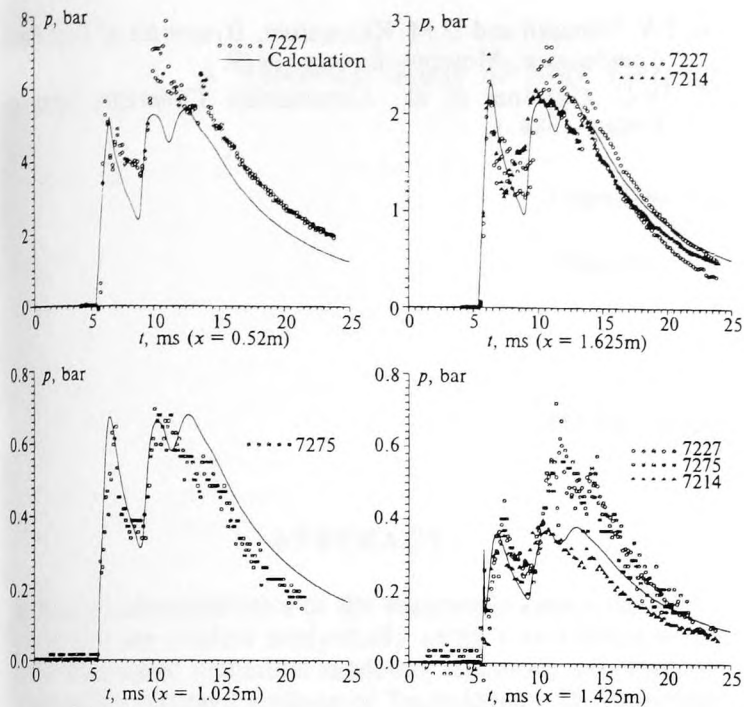 p, bar
7227
Calculation
8
6
4
2
0
0 5 10 15 20 25
t, ms (x = 0.52m)
p, bar
7227
7214
3
2
1
0
0 5 10 15 20 25
t, ms (x = 1.625m)
p, bar
7275
0.8
0.6
0.4
0.2
0.0
0 5 10 15 20 25
t, ms (x = 1.025m)
p, bar
7227
7275
7214
0.8
0.6
0.4
0.2
0.0
0 5 10 15 20 25
t, ms (x = 1.425m)